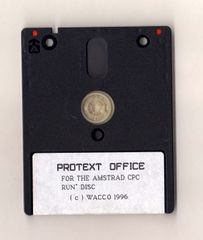 PROTEXT OFFICE
FOR THE AMSTRAD CPC
RUN" DISC
(c) WACCO 1996